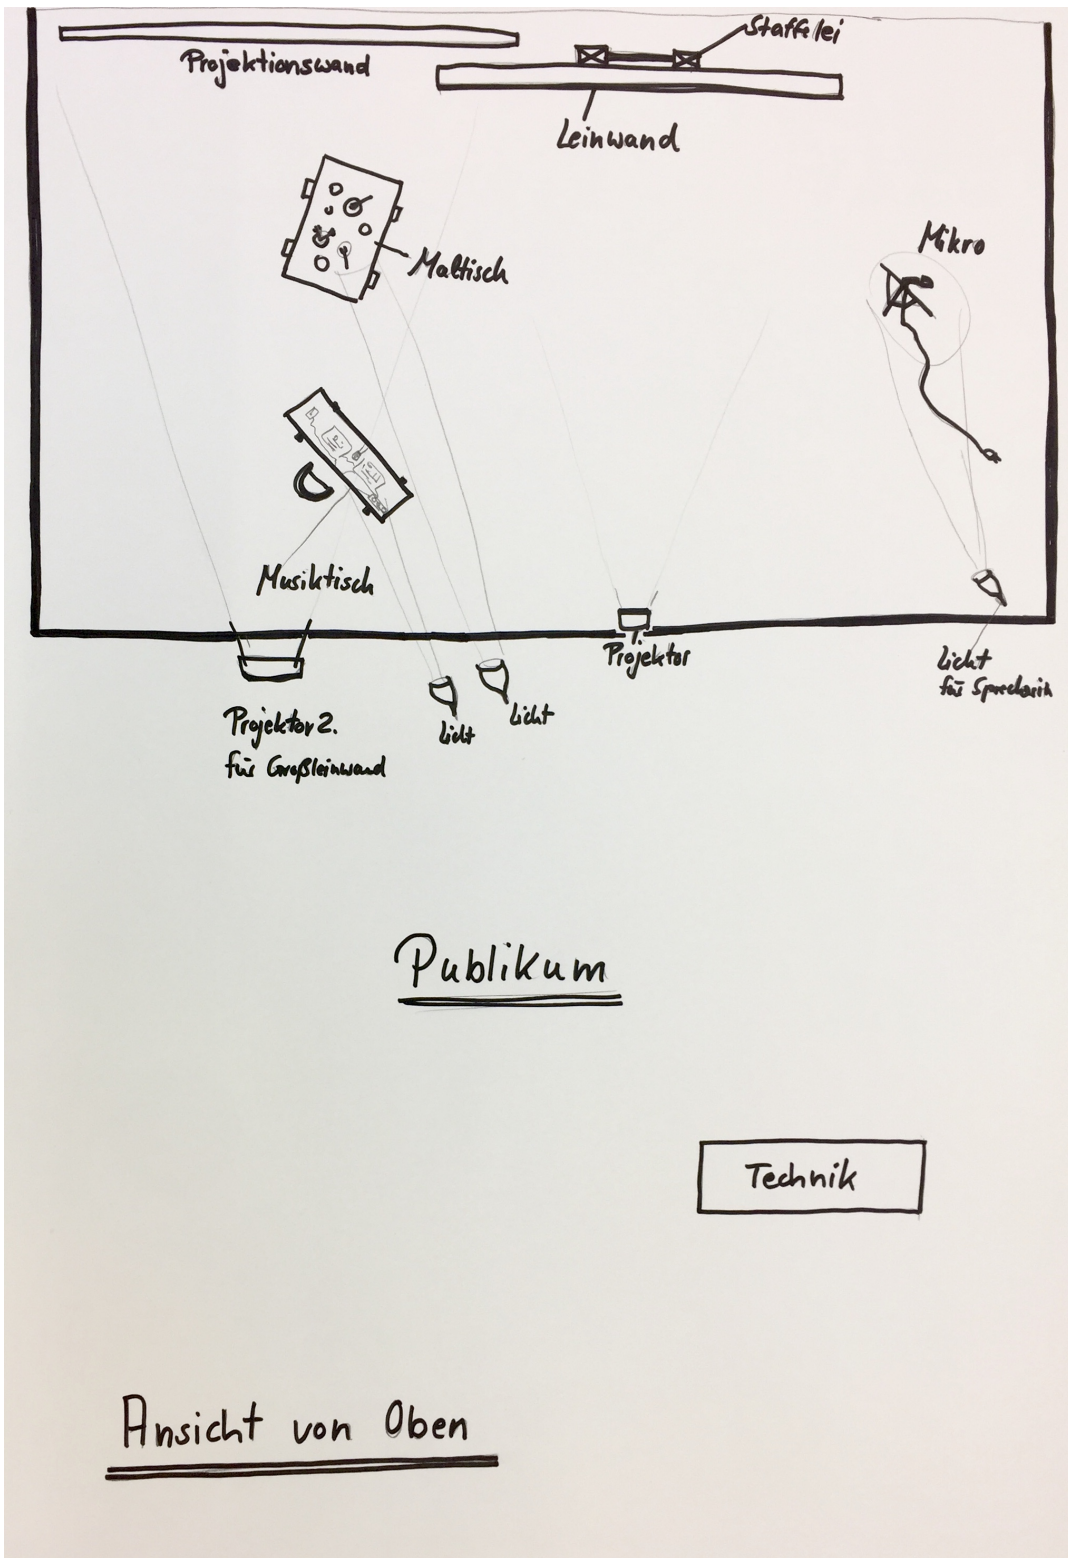 Staffelei
Projektionswand
Leinwand
Mikro
Maltisch
Musiktisch
Projektor
Licht
für Sprecherin
Projektor 2.
für Großleinwand
Licht
Licht
Publikum
Technik
Ansicht von Oben